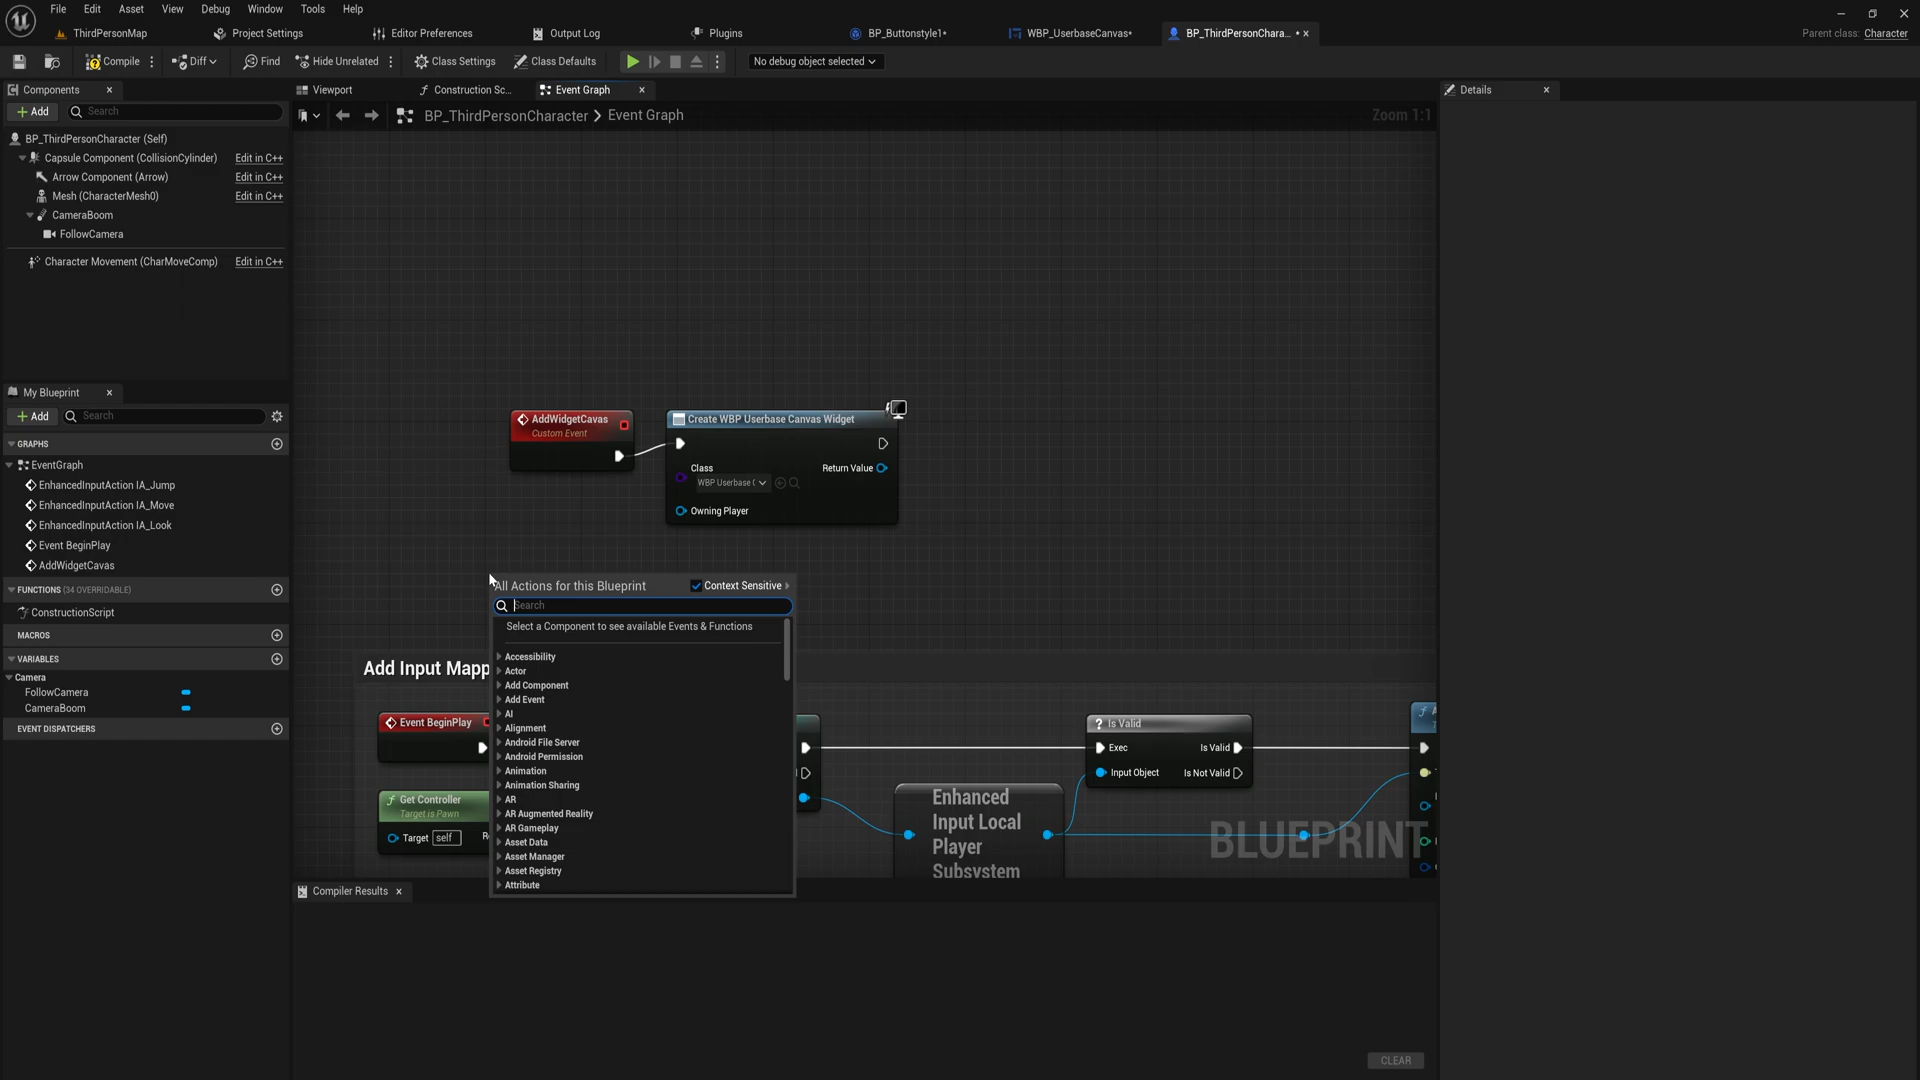 File Edit Asset View Debug Window Tools Help
ThirdPersonMap Project Settings Editor Preferences Output Log Plugins BP_Buttonstyle1* WBP_UserbaseCanvas* BP_ThirdPersonChara... • × Parent class: Character
Compile Diff Find Hide Unrelated Class Settings Class Defaults No debug object selected
Components × Viewport Construction Sc... Event Graph × Details ×
+ Add Search BP_ThirdPersonCharacter > Event Graph Zoom 1:1
BP_ThirdPersonCharacter (Self)
Capsule Component (CollisionCylinder) Edit in C++
Arrow Component (Arrow) Edit in C++
Mesh (CharacterMesh0) Edit in C++
CameraBoom
FollowCamera
Character Movement (CharMoveComp) Edit in C++
My Blueprint ×
+ Add Search
GRAPHS
EventGraph
EnhancedInputAction IA_Jump
EnhancedInputAction IA_Move
EnhancedInputAction IA_Look
Event BeginPlay
AddWidgetCavas
FUNCTIONS (34 OVERRIDABLE)
ConstructionScript
MACROS
VARIABLES
Camera
FollowCamera
CameraBoom
EVENT DISPATCHERS
AddWidgetCavas
Custom Event
Create WBP Userbase Canvas Widget
Class
WBP Userbase (
Return Value
Owning Player
All Actions for this Blueprint Context Sensitive
Search
Select a Component to see available Events & Functions
Accessibility
Actor
Add Component
Add Event
AI
Alignment
Android File Server
Android Permission
Animation
Animation Sharing
AR
AR Augmented Reality
AR Gameplay
Asset Data
Asset Manager
Asset Registry
Attribute
Add Input Mapp
Event BeginPlay
Get Controller
Target is Pawn
Target self
Is Valid
Exec Is Valid
Input Object Is Not Valid
Enhanced
Input Local
Player
Subsystem
BLUEPRINT
Compiler Results ×
CLEAR